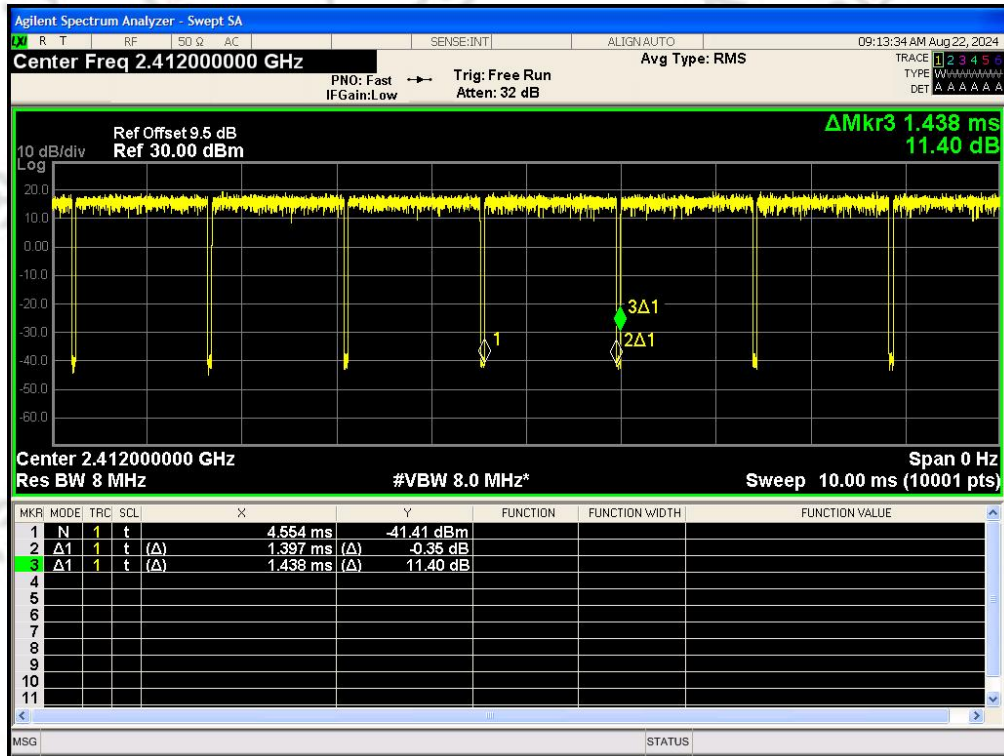 Agilent Spectrum Analyzer - Swept SA
LXI R T RF 50 Ω AC SENSE:INT ALIGN AUTO 09:13:34 AM Aug 22, 2024
Center Freq 2.412000000 GHz Avg Type: RMS TRACE 1 2 3 4 5 6
PNO: Fast Trig: Free Run TYPE W
IFGain:Low Atten: 32 dB DET A A A A A A
ΔMkr3 1.438 ms
Ref Offset 9.5 dB
10 dB/div Ref 30.00 dBm 11.40 dB
Log
20.0
10.0
0.00
-10.0
-20.0
3Δ1
-30.0
1 2Δ1
-40.0
-50.0
-60.0
Center 2.412000000 GHz Span 0 Hz
Res BW 8 MHz #VBW 8.0 MHz* Sweep 10.00 ms (10001 pts)
MKR MODE TRC SCL X Y FUNCTION FUNCTION WIDTH FUNCTION VALUE
1 N 1 t 4.554 ms -41.41 dBm
2 Δ1 1 t (Δ) 1.397 ms (Δ) -0.35 dB
3 Δ1 1 t (Δ) 1.438 ms (Δ) 11.40 dB
4
5
6
7
8
9
10
11
MSG STATUS